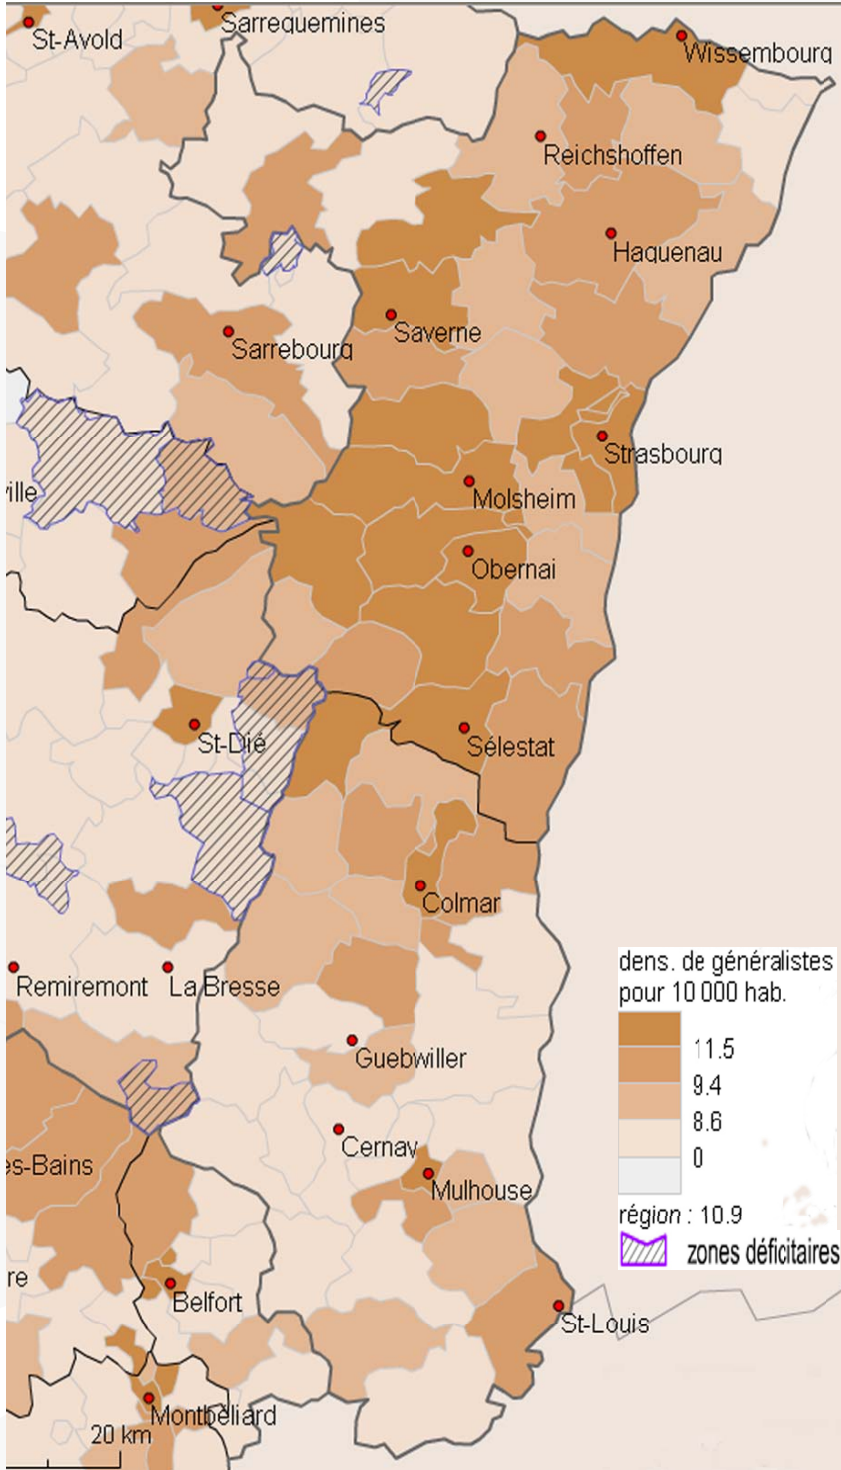 St-Avold
Sarreguemines
Wissembourg
Reichshoffen
Haguenau
Saverne
Sarrebourg
Strasbourg
ville
Molsheim
Obernai
St-Dié
Sélestat
Colmar
dens. de généralistes
pour 10 000 hab.
11.5
9.4
8.6
0
région : 10.9
zones déficitaires
Remiremont
La Bresse
Guebwiller
Cernay
es-Bains
Mulhouse
re
Belfort
St-Louis
Montbéliard
20 km